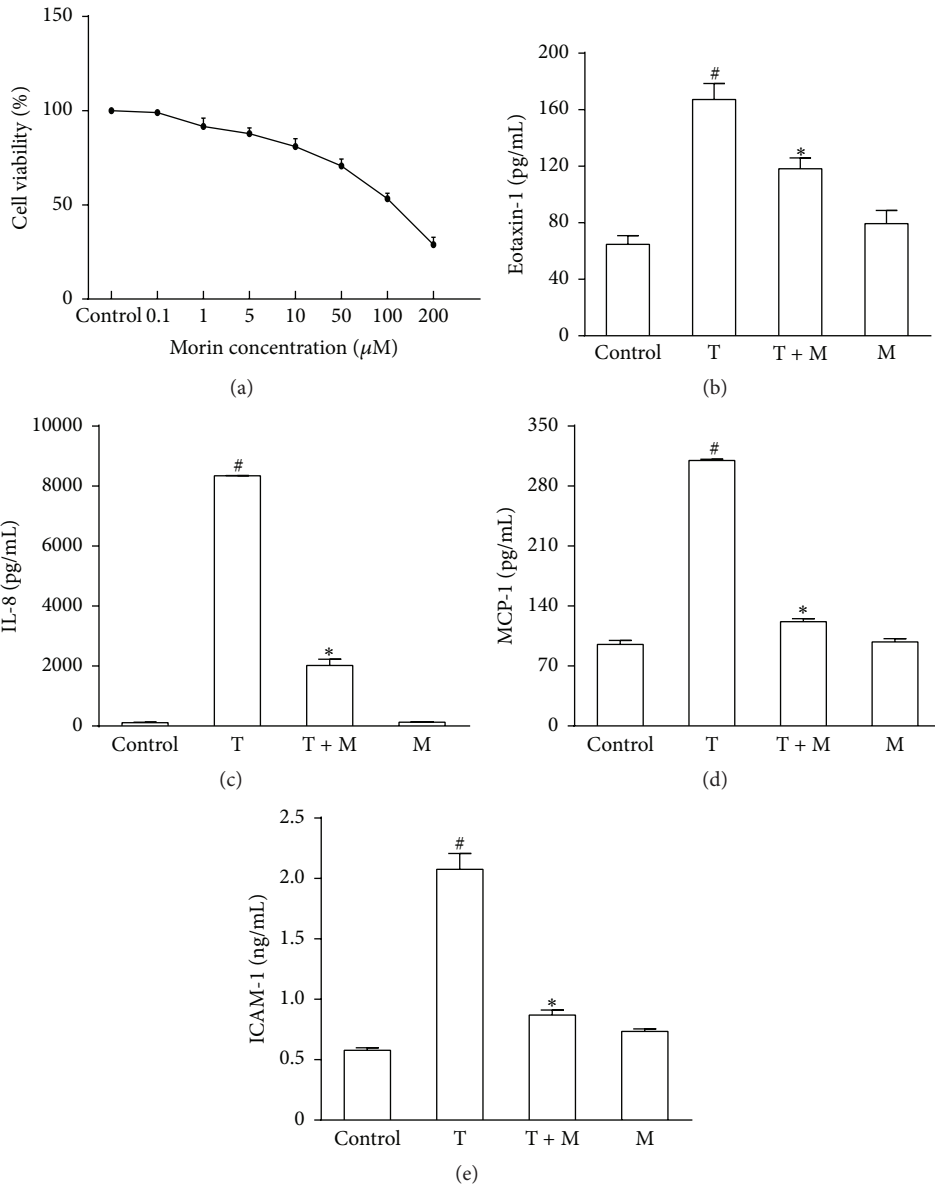 150
100
50
0
Cell viability (%)
Control 0.1 1 5 10 50 100 200
Morin concentration (μM)
(a)
200
160
120
80
40
0
Eotaxin-1 (pg/mL)
#
*
Control T T + M M
(b)
10000
8000
6000
4000
2000
0
IL-8 (pg/mL)
#
*
Control T T + M M
(c)
350
280
210
140
70
0
MCP-1 (pg/mL)
#
*
Control T T + M M
(d)
2.5
2.0
1.5
1.0
0.5
0
ICAM-1 (ng/mL)
#
*
Control T T + M M
(e)